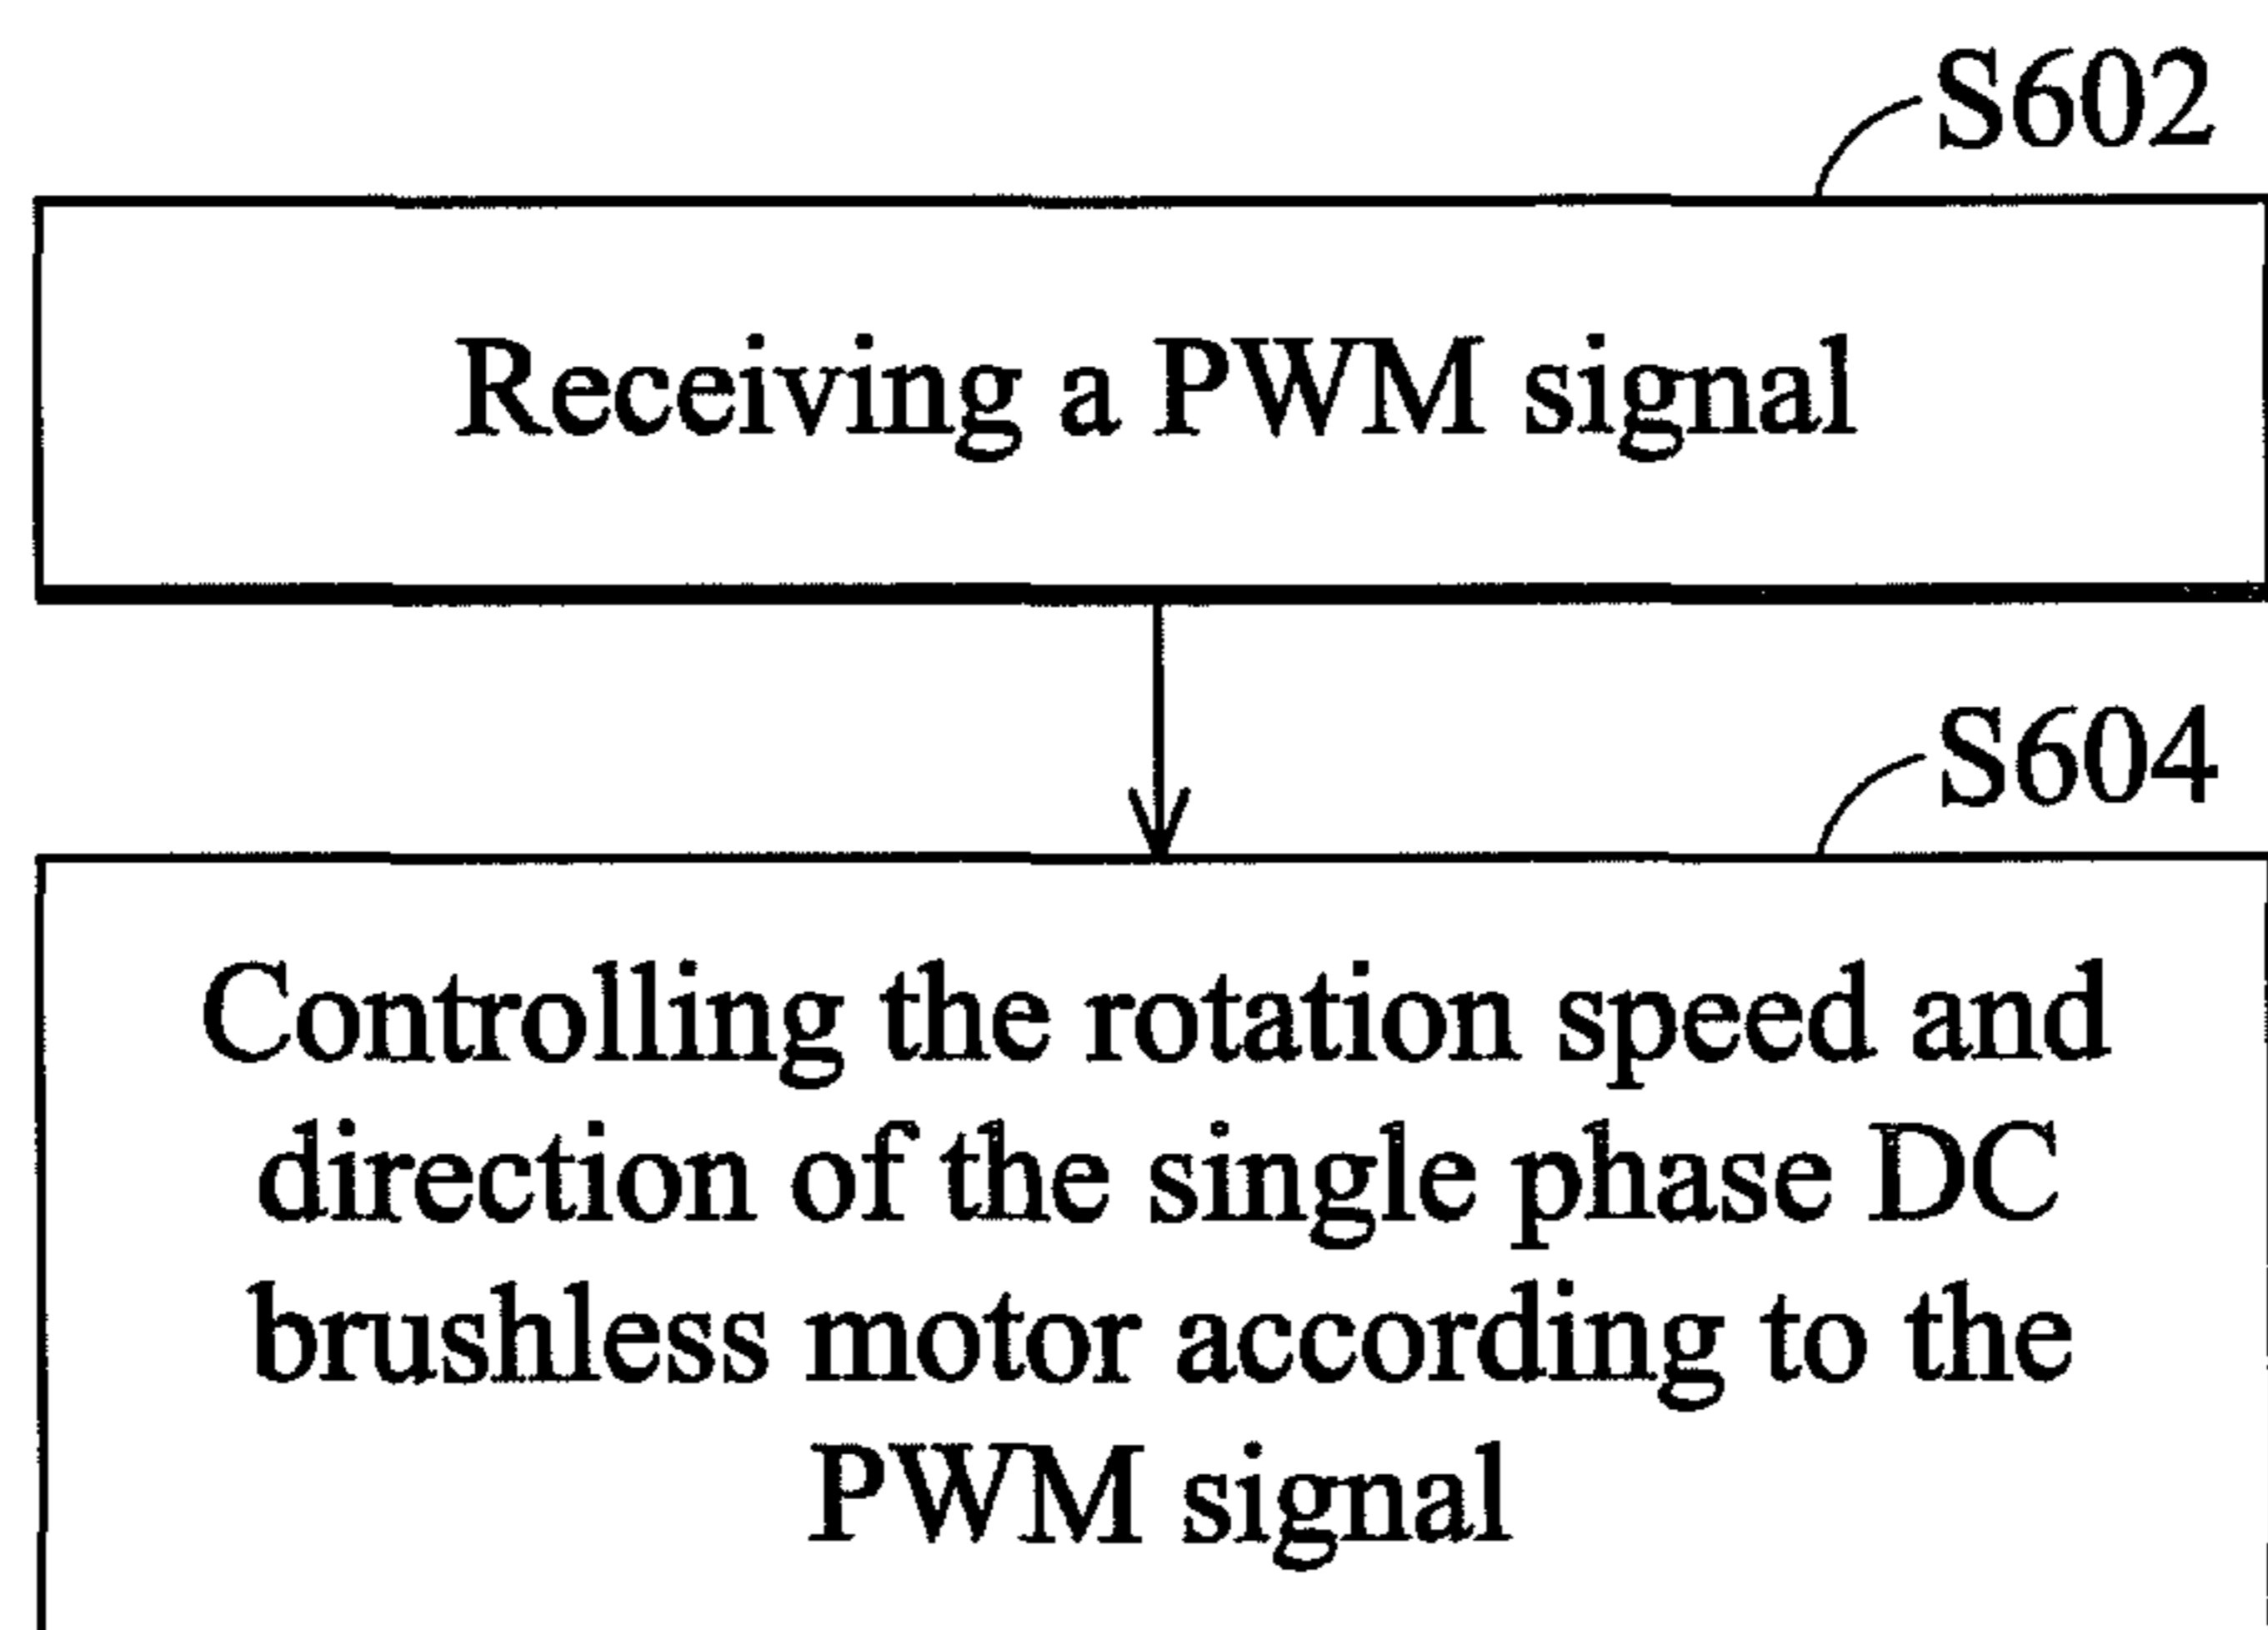 S602
Receiving a PWM signal
S604
Controlling the rotation speed and
direction of the single phase DC
brushless motor according to the
PWM signal